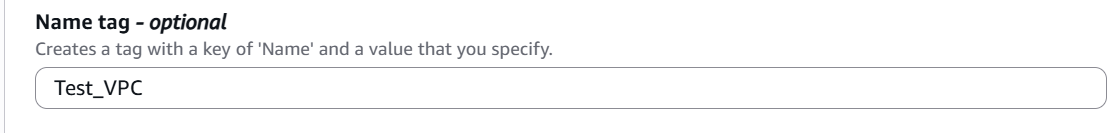 Name tag - optional
Creates a tag with a key of 'Name' and a value that you specify.
Test_VPC